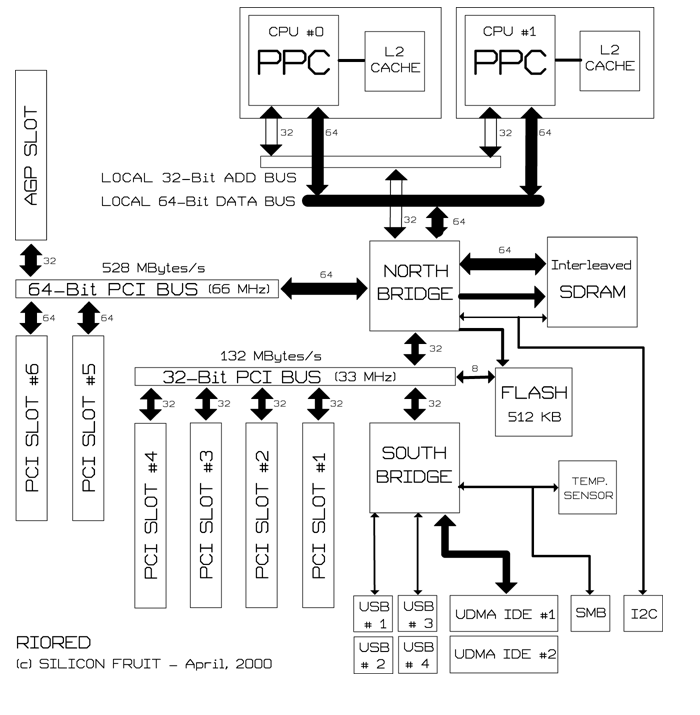 CPU #0
PPC
L2
CACHE
CPU #1
PPC
L2
CACHE
32
64
32
64
AGP SLOT
LOCAL 32-Bit ADD BUS
LOCAL 64-Bit DATA BUS
32
64
32
528 MBytes/s
64-Bit PCI BUS (66 MHz)
64
NORTH
BRIDGE
64
Interleaved
SDRAM
64
64
PCI SLOT #6
PCI SLOT #5
32
132 MBytes/s
32-Bit PCI BUS (33 MHz)
8
FLASH
512 KB
32
32
32
32
32
PCI SLOT #4
PCI SLOT #3
PCI SLOT #2
PCI SLOT #1
SOUTH
BRIDGE
TEMP.
SENSOR
USB
# 1
USB
# 3
UDMA IDE #1
SMB
I2C
USB
# 2
USB
# 4
UDMA IDE #2
RIORED
(c) SILICON FRUIT - April, 2000